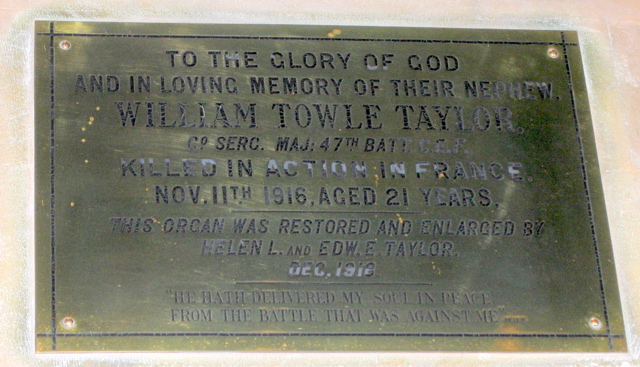 TO THE GLORY OF GOD
AND IN LOVING MEMORY OF THEIR NEPHEW.
WILLIAM TOWLE TAYLOR.
CO SERG. MAJ: 47TH BATT. C.E.F.
KILLED IN ACTION IN FRANCE.
NOV. 11TH 1916, AGED 21 YEARS.
THIS ORGAN WAS RESTORED AND ENLARGED BY
HELEN L. AND EDW. E. TAYLOR.
DEC. 1918
"HE HATH DELIVERED MY SOUL IN PEACE
FROM THE BATTLE THAT WAS AGAINST ME"